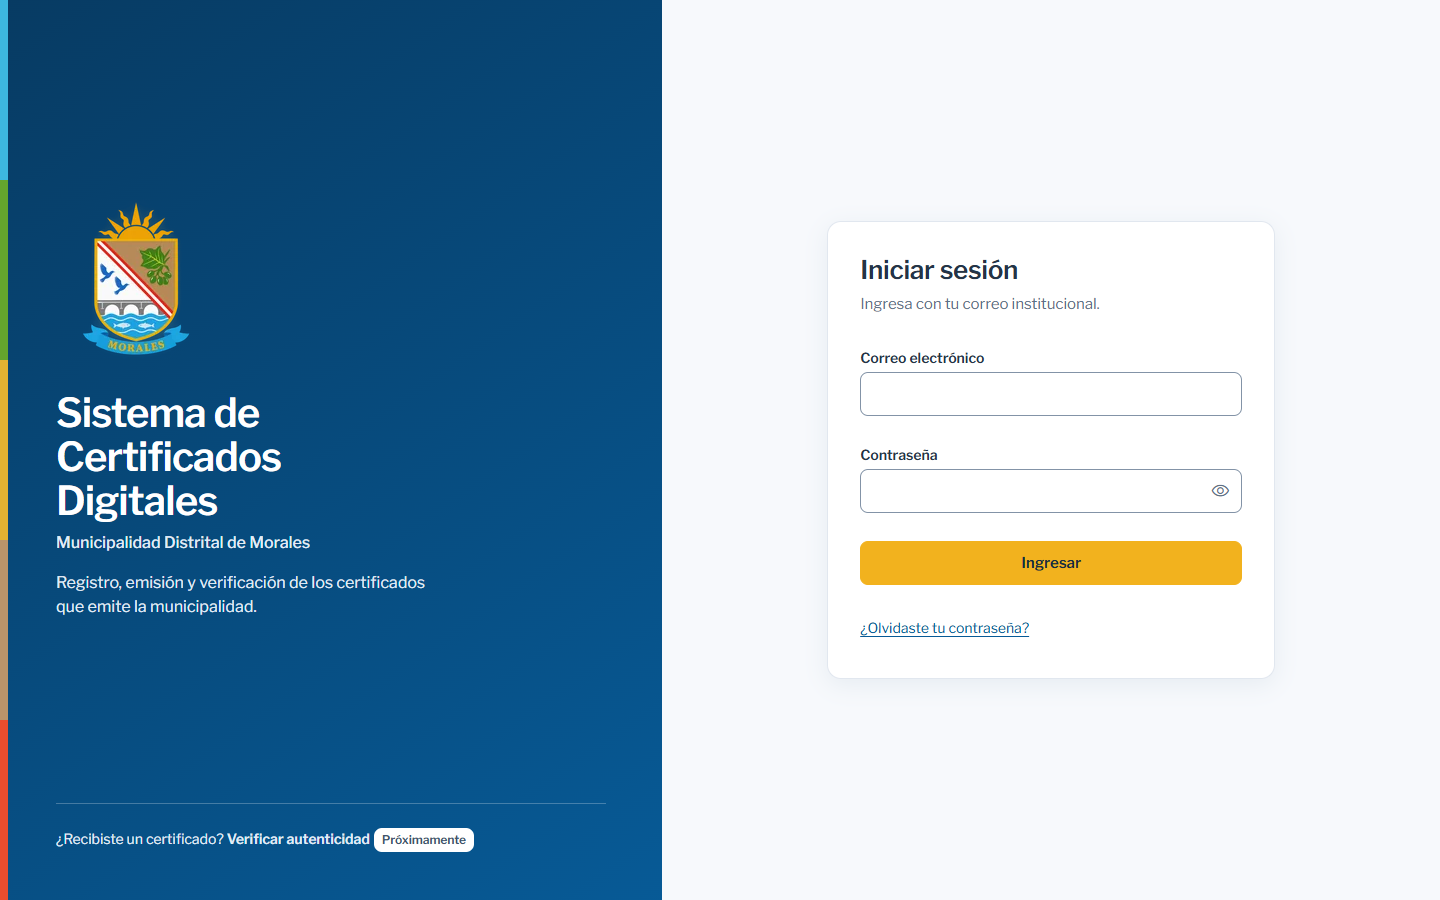 MORALES
Sistema de
Certificados
Digitales
Municipalidad Distrital de Morales
Registro, emisión y verificación de los certificados
que emite la municipalidad.
¿Recibiste un certificado? Verificar autenticidad Próximamente
Iniciar sesión
Ingresa con tu correo institucional.
Correo electrónico
Contraseña
Ingresar
¿Olvidaste tu contraseña?